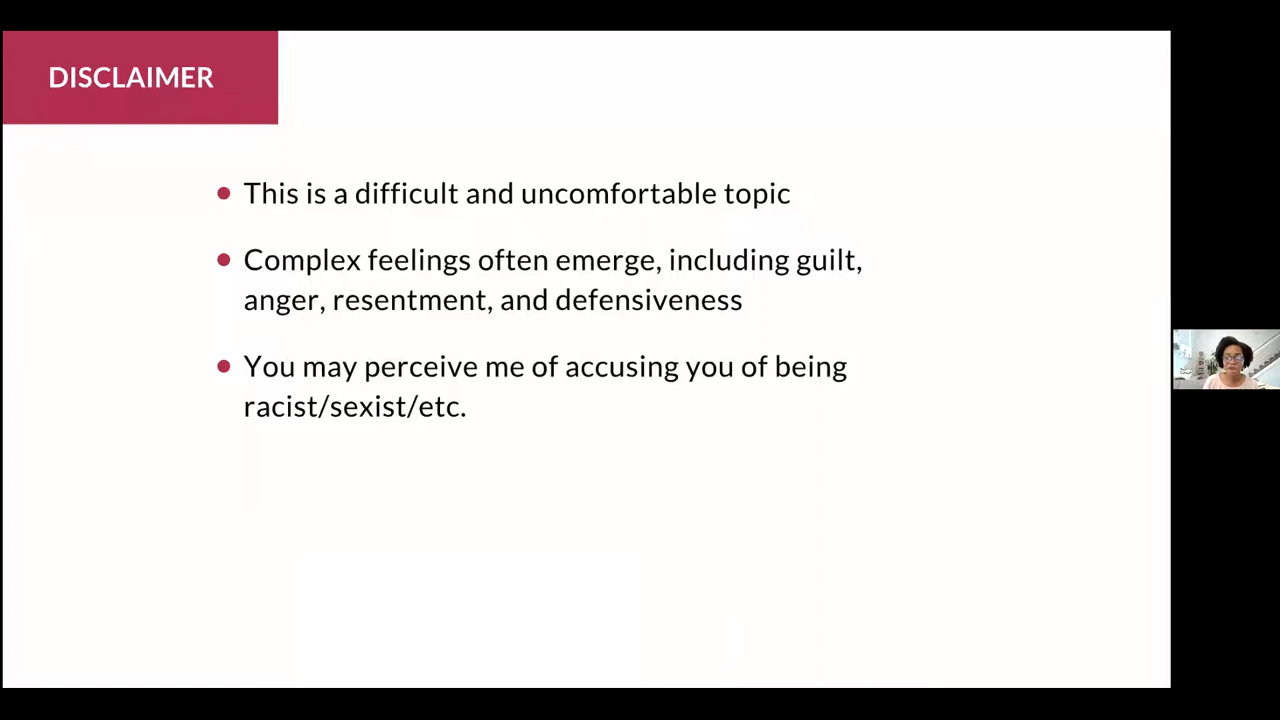 DISCLAIMER
This is a difficult and uncomfortable topic
Complex feelings often emerge, including guilt,
anger, resentment, and defensiveness
You may perceive me of accusing you of being
racist/sexist/etc.